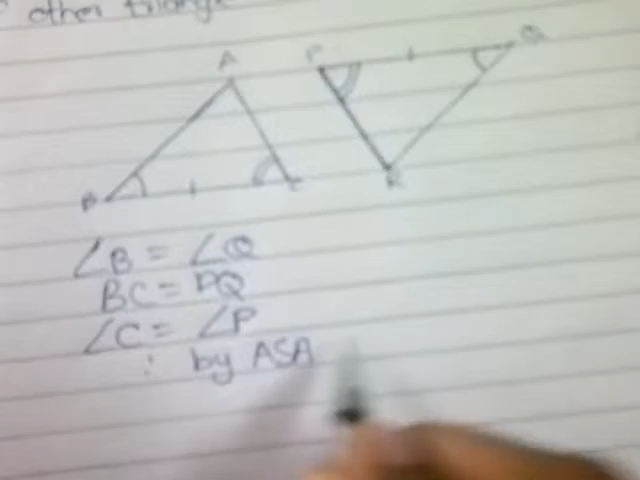 other triangle
A
P
Q
B
C
R
∠B = ∠Q
BC = PQ
∠C = ∠P
∴ by ASA